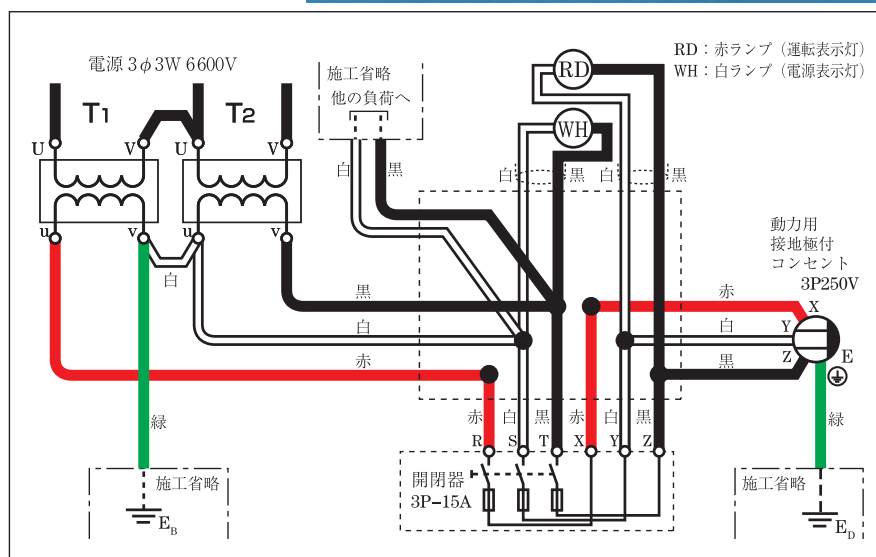 電源 3φ3W 6600V
T1
T2
U
V
U
V
u
v
u
v
白
施工省略
他の負荷へ
白
黒
RD
WH
RD：赤ランプ（運転表示灯）
WH：白ランプ（電源表示灯）
白
黒
白
黒
動力用
接地極付
コンセント
3P250V
黒
白
赤
赤
白
黒
X
Y
Z
E
赤
白
黒
赤
白
黒
R
S
T
X
Y
Z
開閉器
3P-15A
緑
施工省略
EB
緑
施工省略
ED